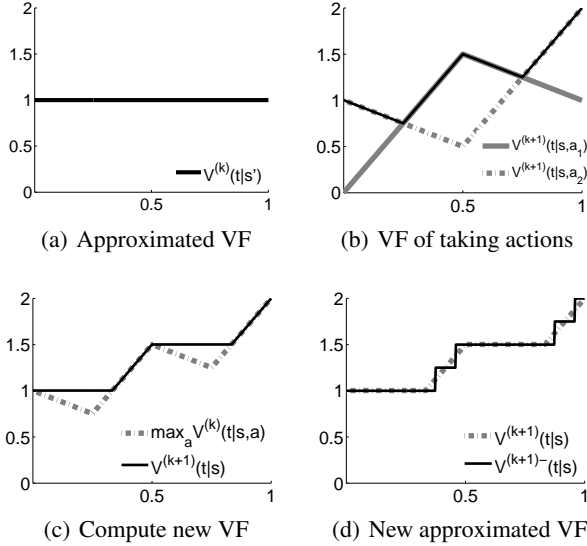 2
1.5
1
0.5
0
0.5
1
V^(k)(t|s')
(a) Approximated VF
2
1.5
1
0.5
0
0.5
1
V^(k+1)(t|s,a_1)
V^(k+1)(t|s,a_2)
(b) VF of taking actions
2
1.5
1
0.5
0
0.5
1
max_a V^(k)(t|s,a)
V^(k+1)(t|s)
(c) Compute new VF
2
1.5
1
0.5
0
0.5
1
V^(k+1)(t|s)
V^(k+1)−(t|s)
(d) New approximated VF